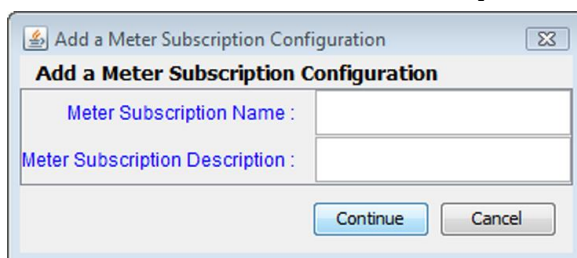 Add a Meter Subscription Configuration
Add a Meter Subscription Configuration
Meter Subscription Name :
Meter Subscription Description :
Continue Cancel